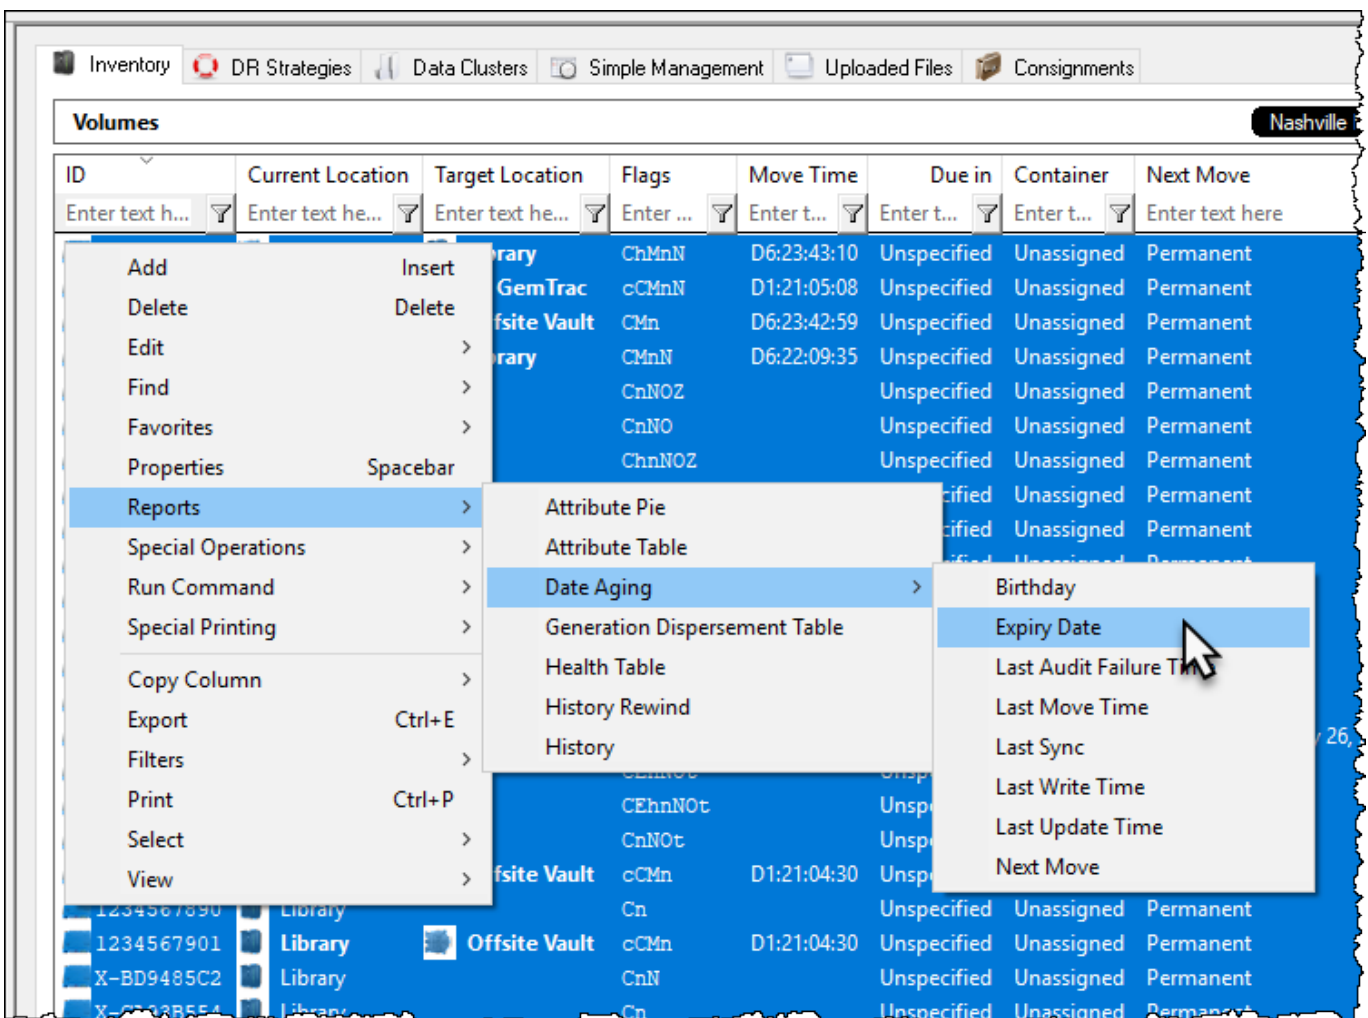 Inventory DR Strategies Data Clusters Simple Management Uploaded Files Consignments
Volumes Nashville
ID Current Location Target Location Flags Move Time Due in Container Next Move
Enter text h... Enter text he... Enter text he... Enter ... Enter t... Enter t... Enter t... Enter text here
ChMnN D6:23:43:10 Unspecified Unassigned Permanent
GemTrac cCMnN D1:21:05:08 Unspecified Unassigned Permanent
Vault CMn D6:23:42:59 Unspecified Unassigned Permanent
CMnN D6:22:09:35 Unspecified Unassigned Permanent
CnNOZ Unspecified Unassigned Permanent
CnNO Unspecified Unassigned Permanent
ChnNOZ Unspecified Unassigned Permanent
Unassigned Permanent
Unassigned Permanent
Add Insert
Delete Delete
Edit
Find
Favorites
Properties Spacebar
Reports
Special Operations
Run Command
Special Printing
Copy Column
Export Ctrl+E
Filters
Print Ctrl+P
Select
View
Attribute Pie
Attribute Table
Date Aging
Generation Dispersement Table
Health Table
History Rewind
History
Birthday
Expiry Date
Last Audit Failure
Last Move Time
Last Sync
Last Write Time
Last Update Time
Next Move
26,
CEhnNOt
CnNOt
Vault cCMn D1:21:04:30
1234567890 Library Cn Unspecified Unassigned Permanent
1234567901 Library Offsite Vault cCMn D1:21:04:30 Unspecified Unassigned Permanent
X-BD9485C2 Library CnN Unspecified Unassigned Permanent
Library Cn Unspecified Unassigned Permanent